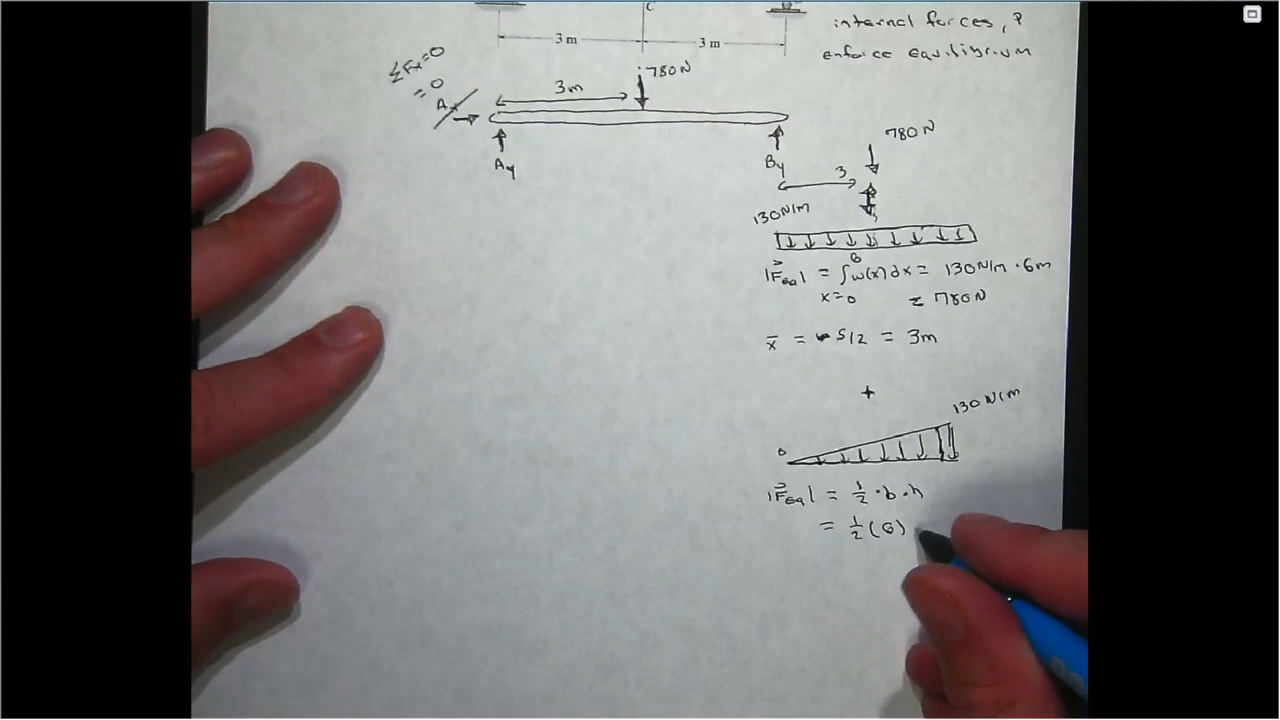 internal forces, &
enforce equilibrium
C
3 m
3 m
ΣFx=0
= 0
Ax
3m
780N
Ay
By
780 N
3
130N/m
|F⃗Eq| = ∫w(x)dx = 130N/m · 6m
6
x=0
= 780N
x̄ = 6/2 = 3m
+
130 N/m
0
|F⃗Eq| = 1/2 · b · h
= 1/2 (6)